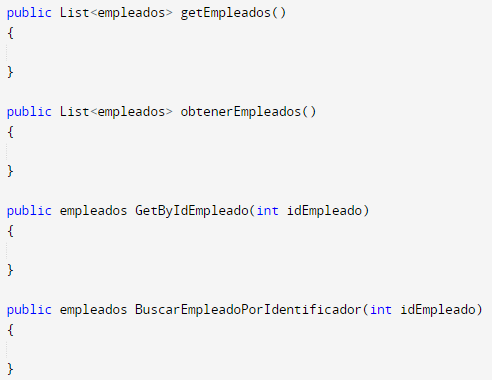 public List<empleados> getEmpleados()
{
}
public List<empleados> obtenerEmpleados()
{
}
public empleados GetByIdEmpleado(int idEmpleado)
{
}
public empleados BuscarEmpleadoPorIdentificador(int idEmpleado)
{
}